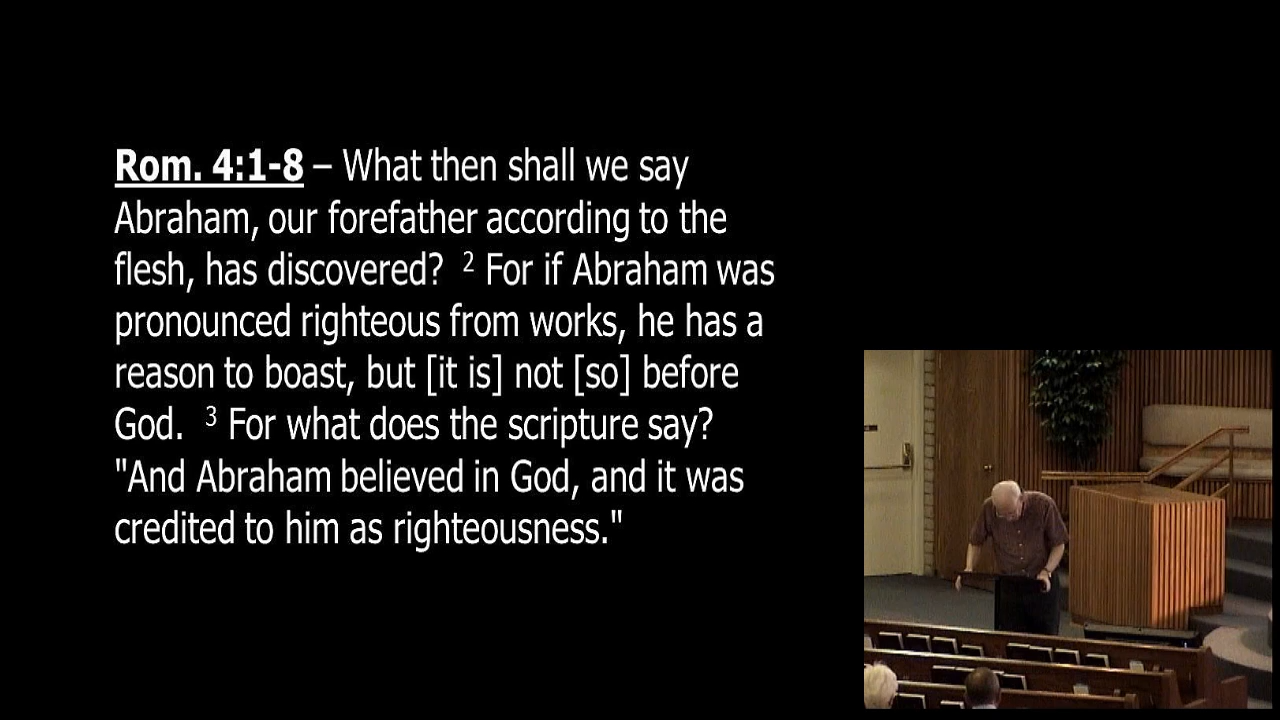 Rom. 4:1-8 – What then shall we say
Abraham, our forefather according to the
flesh, has discovered?  ² For if Abraham was
pronounced righteous from works, he has a
reason to boast, but [it is] not [so] before
God.  ³ For what does the scripture say?
"And Abraham believed in God, and it was
credited to him as righteousness."